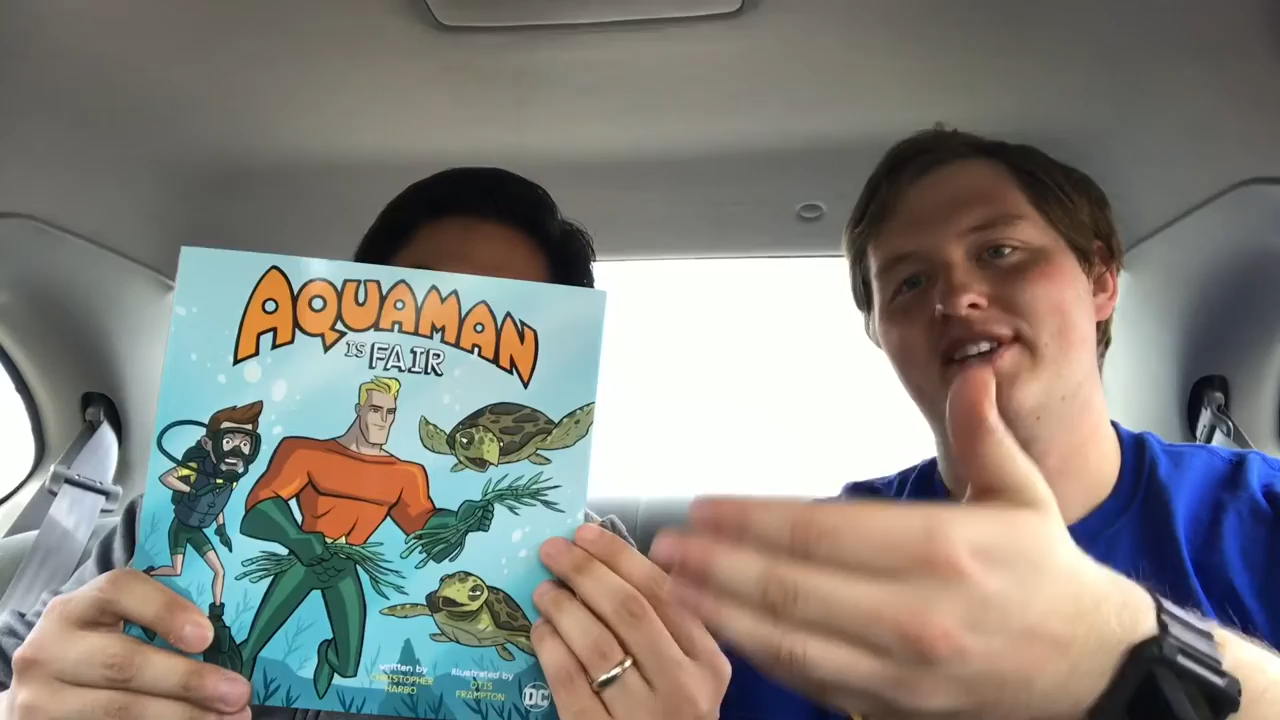 AQUAMAN
IS FAIR
written by
CHRISTOPHER
HARBO
illustrated by
OTIS
FRAMPTON
DC